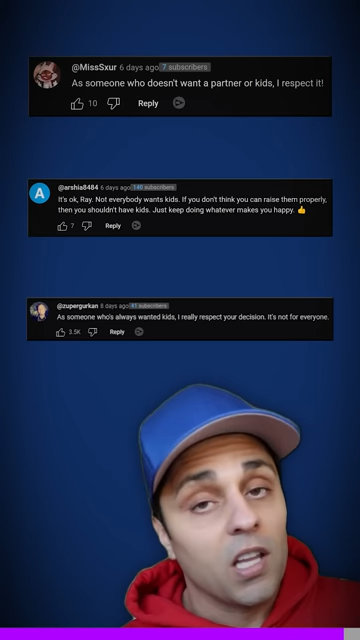 @MissSxur 6 days ago 7 subscribers
As someone who doesn't want a partner or kids, I respect it!
10 Reply
A
@arshia8484 6 days ago 140 subscribers
It's ok, Ray. Not everybody wants kids. If you don't think you can raise them properly,
then you shouldn't have kids. Just keep doing whatever makes you happy. 👍
7 Reply
@zupergurkan 8 days ago 41 subscribers
As someone who's always wanted kids, I really respect your decision. It's not for everyone.
3.5K Reply